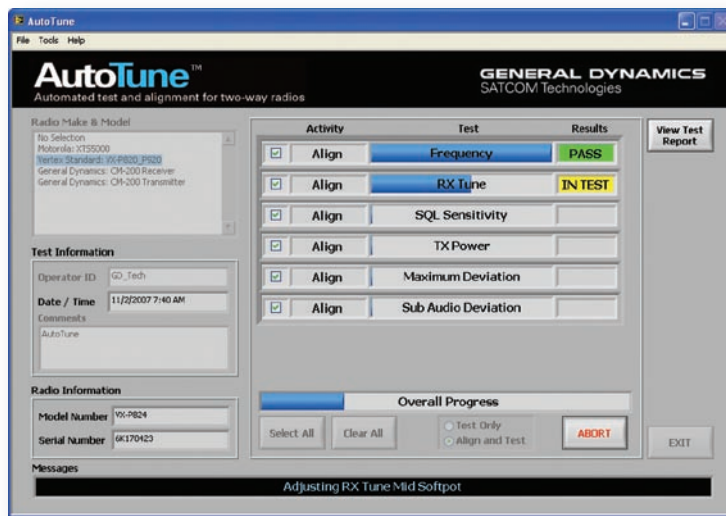 AutoTune
File Tools Help
AutoTune™
Automated test and alignment for two-way radios
GENERAL DYNAMICS
SATCOM Technologies
Radio Make & Model
No Selection
Motorola: XTS5000
Vertex Standard: VX-P820_P920
General Dynamics: CM-200 Receiver
General Dynamics: CM-200 Transmitter
Test Information
Operator ID GD_Tech
Date / Time 11/2/2007 7:40 AM
Comments
AutoTune
Radio Information
Model Number VX-P824
Serial Number 6K170423
Activity Test Results
Align Frequency PASS
Align RX Tune IN TEST
Align SQL Sensitivity
Align TX Power
Align Maximum Deviation
Align Sub Audio Deviation
Overall Progress
Select All Clear All
Test Only
Align and Test
ABORT
View Test
Report
EXIT
Messages
Adjusting RX Tune Mid Softpot